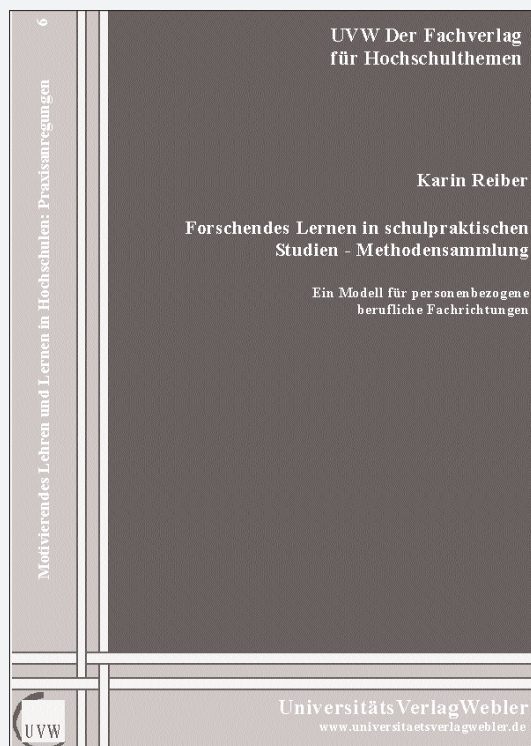 UVW Der Fachverlag
für Hochschulthemen
Karin Reiber
Forschendes Lernen in schulpraktischen
Studien - Methodensammlung
Ein Modell für personenbezogene
berufliche Fachrichtungen
Motivierendes Lehren und Lernen in Hochschulen: Praxisanregungen 6
UVW
UniversitätsVerlagWebler
www.universitaetsverlagwebler.de